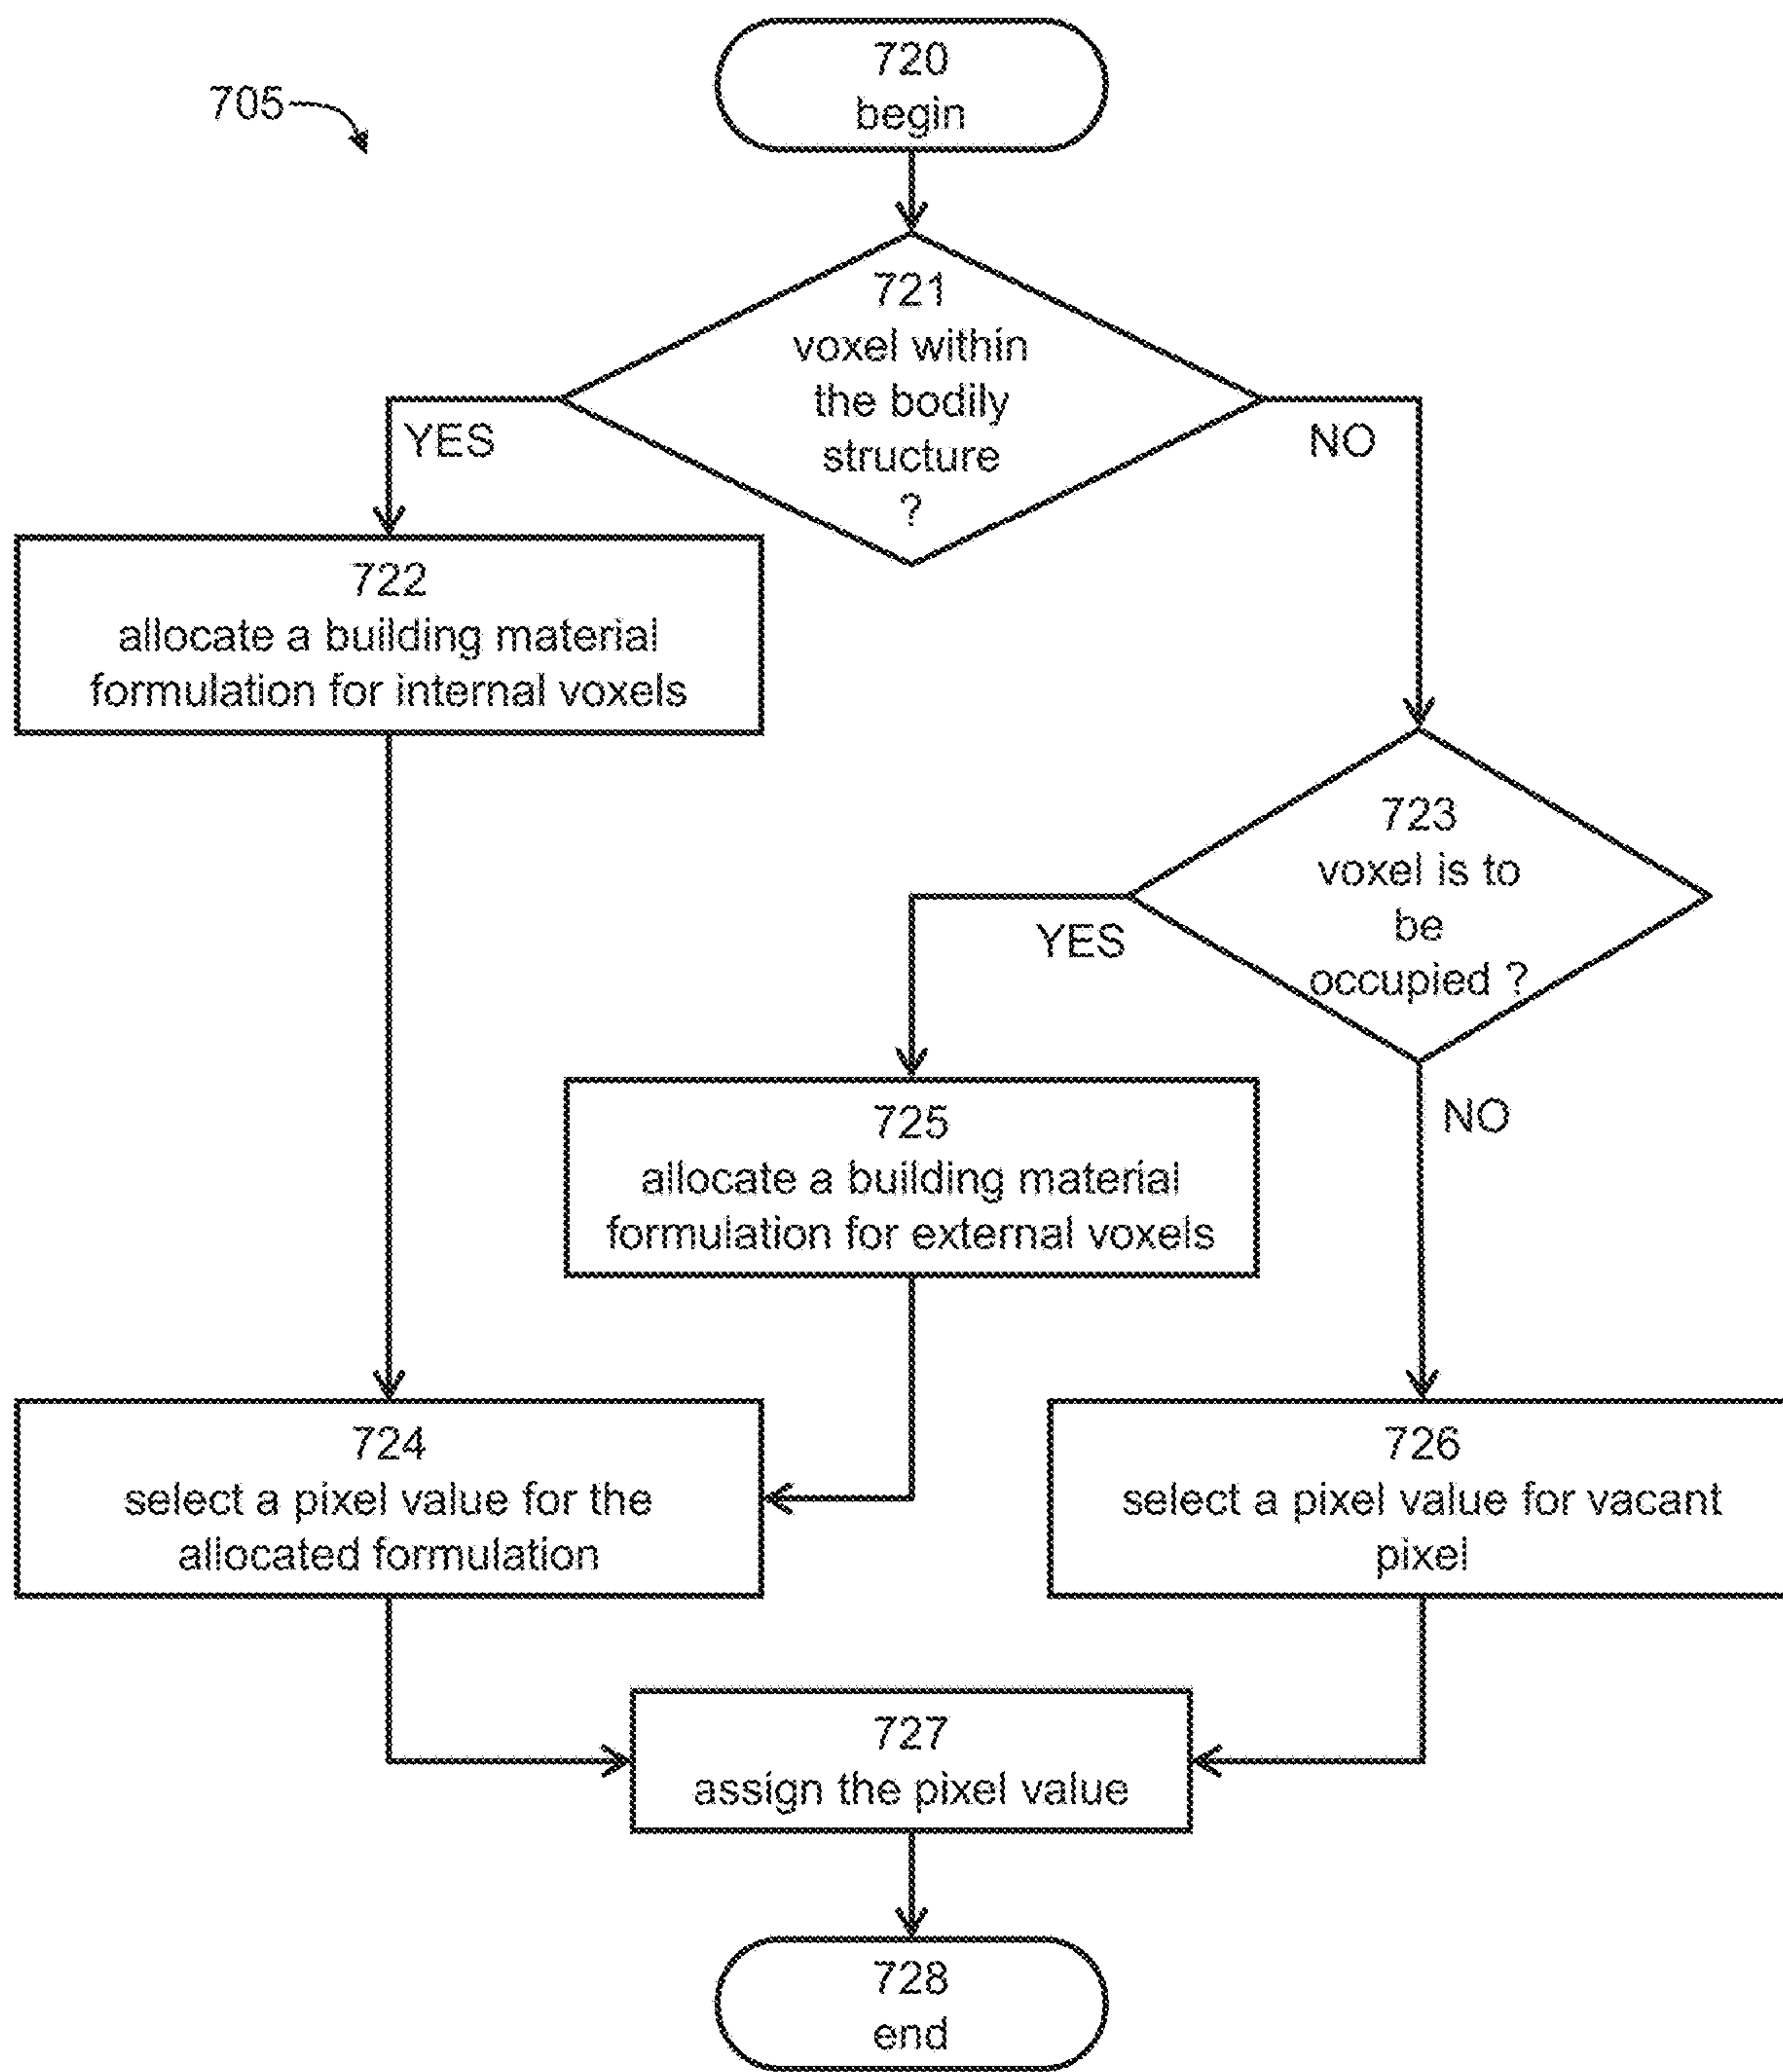 720
begin
705
721
voxel within
the bodily
structure
?
YES
NO
722
allocate a building material
formulation for internal voxels
723
voxel is to
be
occupied ?
YES
NO
725
allocate a building material
formulation for external voxels
724
select a pixel value for the
allocated formulation
726
select a pixel value for vacant
pixel
727
assign the pixel value
728
end